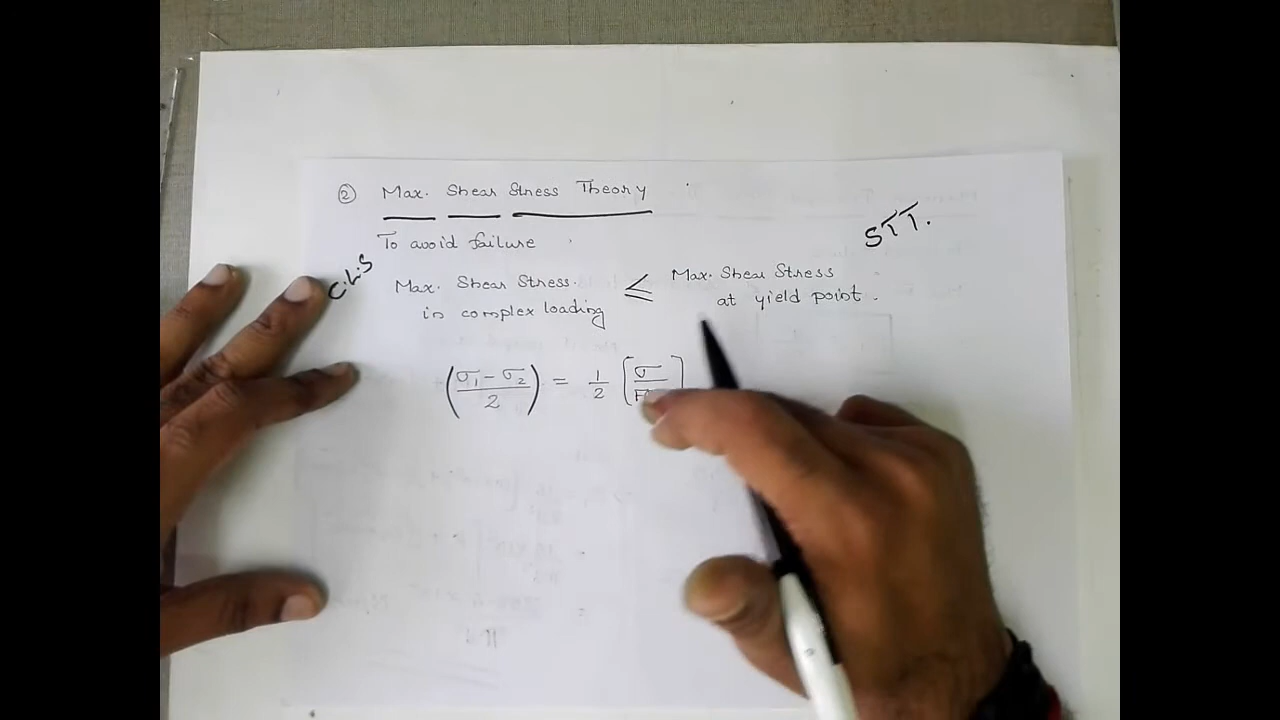 ② Max. Shear Stress Theory
STT.
To avoid failure
C.L.S
Max. Shear Stress. ≤ Max. Shear Stress
in complex loading at yield point.
(σ₁ - σ₂ / 2) = 1/2 [σ /